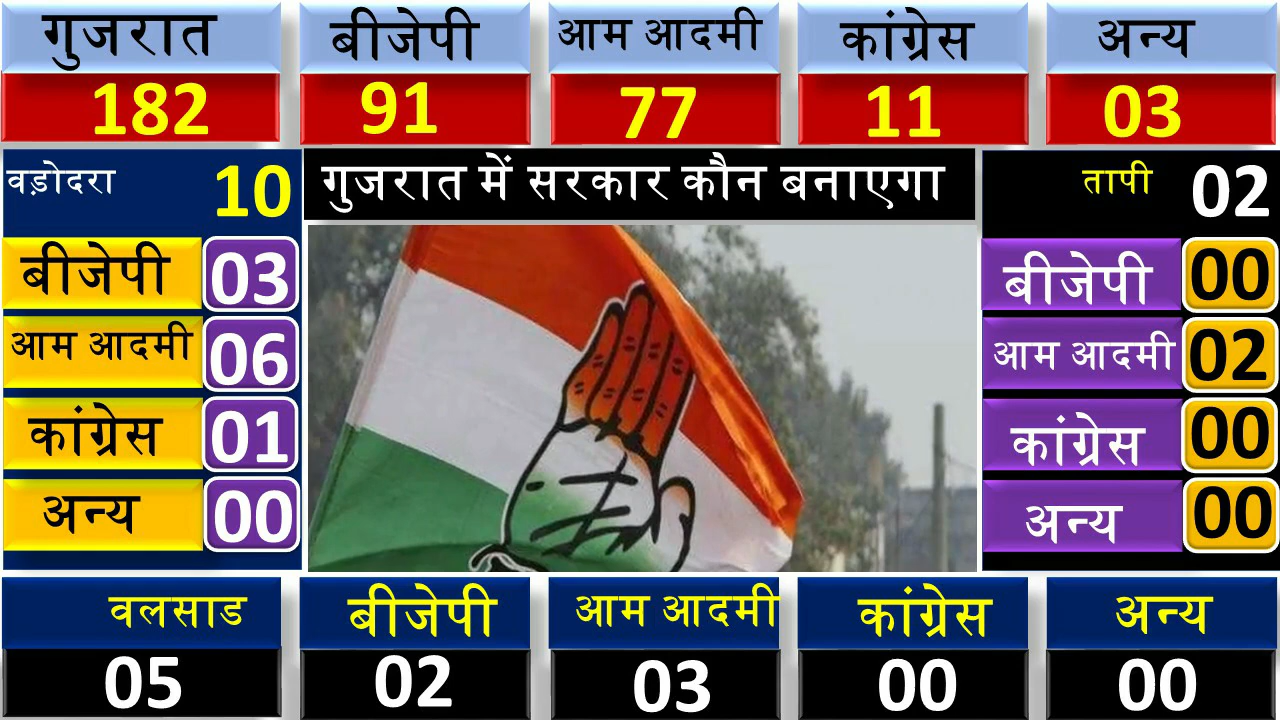 गुजरात बीजेपी आम आदमी कांग्रेस अन्य
182 91 77 11 03
वड़ोदरा 10
बीजेपी 03
आम आदमी 06
कांग्रेस 01
अन्य 00
गुजरात में सरकार कौन बनाएगा
तापी 02
बीजेपी 00
आम आदमी 02
कांग्रेस 00
अन्य 00
वलसाड बीजेपी आम आदमी कांग्रेस अन्य
05 02 03 00 00